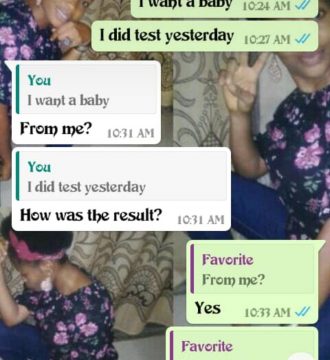 I want a baby 10:24 AM
I did test yesterday 10:27 AM
You
I want a baby
From me? 10:31 AM
You
I did test yesterday
How was the result? 10:31 AM
Favorite
From me?
Yes 10:33 AM
Favorite